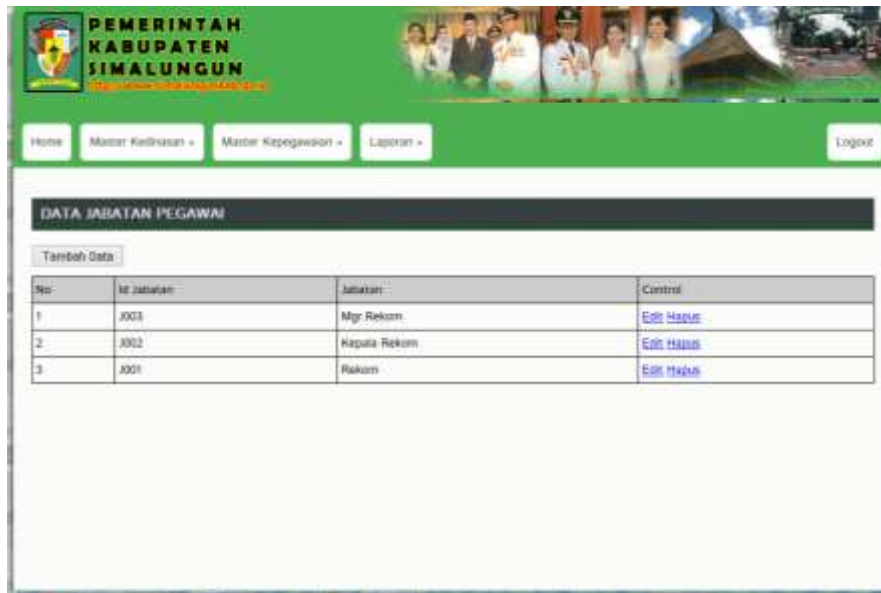 PEMERINTAH
KABUPATEN
SIMALUNGUN
Home Master Kedinasan » Master Kepegawaian » Laporan » Logout
DATA JABATAN PEGAWAI
Tambah Data
No Id Jabatan Jabatan Control
1 J003 Mgr Rekom Edit Hapus
2 J002 Kepala Rekom Edit Hapus
3 J001 Rekom Edit Hapus